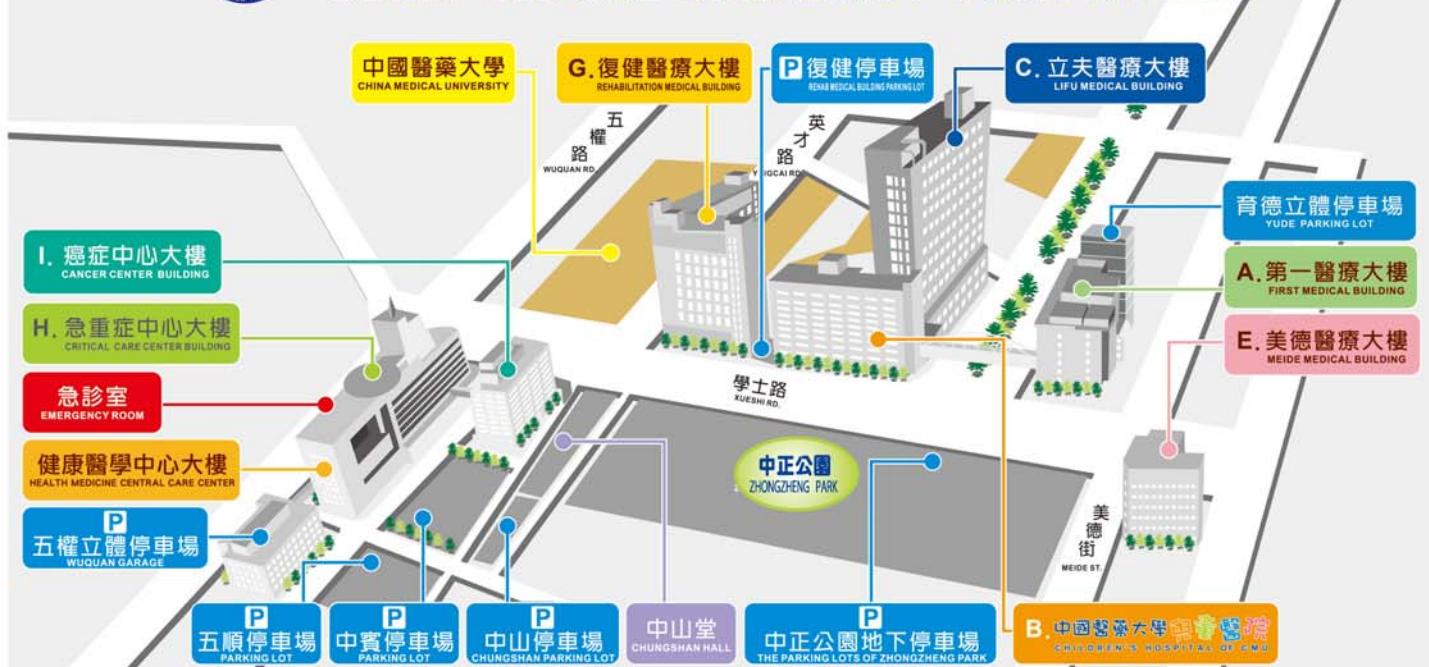 中國醫藥大學
CHINA MEDICAL UNIVERSITY
G.復健醫療大樓
REHABILITATION MEDICAL BUILDING
P 復健停車場
REHAB MEDICAL BUILDING PARKING LOT
C. 立夫醫療大樓
LIFU MEDICAL BUILDING
五權路
WUQUAN RD.
英才路
YINGCAI RD.
育德立體停車場
YUDE PARKING LOT
I. 癌症中心大樓
CANCER CENTER BUILDING
A.第一醫療大樓
FIRST MEDICAL BUILDING
H. 急重症中心大樓
CRITICAL CARE CENTER BUILDING
E.美德醫療大樓
MEIDE MEDICAL BUILDING
急診室
EMERGENCY ROOM
學士路
XUESHI RD.
健康醫學中心大樓
HEALTH MEDICINE CENTRAL CARE CENTER
中正公園
ZHONGZHENG PARK
P
五權立體停車場
WUQUAN GARAGE
美德街
MEIDE ST.
P
五順停車場
PARKING LOT
P
中賓停車場
PARKING LOT
P
中山停車場
CHUNGSHAN PARKING LOT
中山堂
CHUNGSHAN HALL
P
中正公園地下停車場
THE PARKING LOTS OF ZHONGZHENG PARK
B.中國醫藥大學兒童醫院
CHILDREN'S HOSPITAL OF CMU